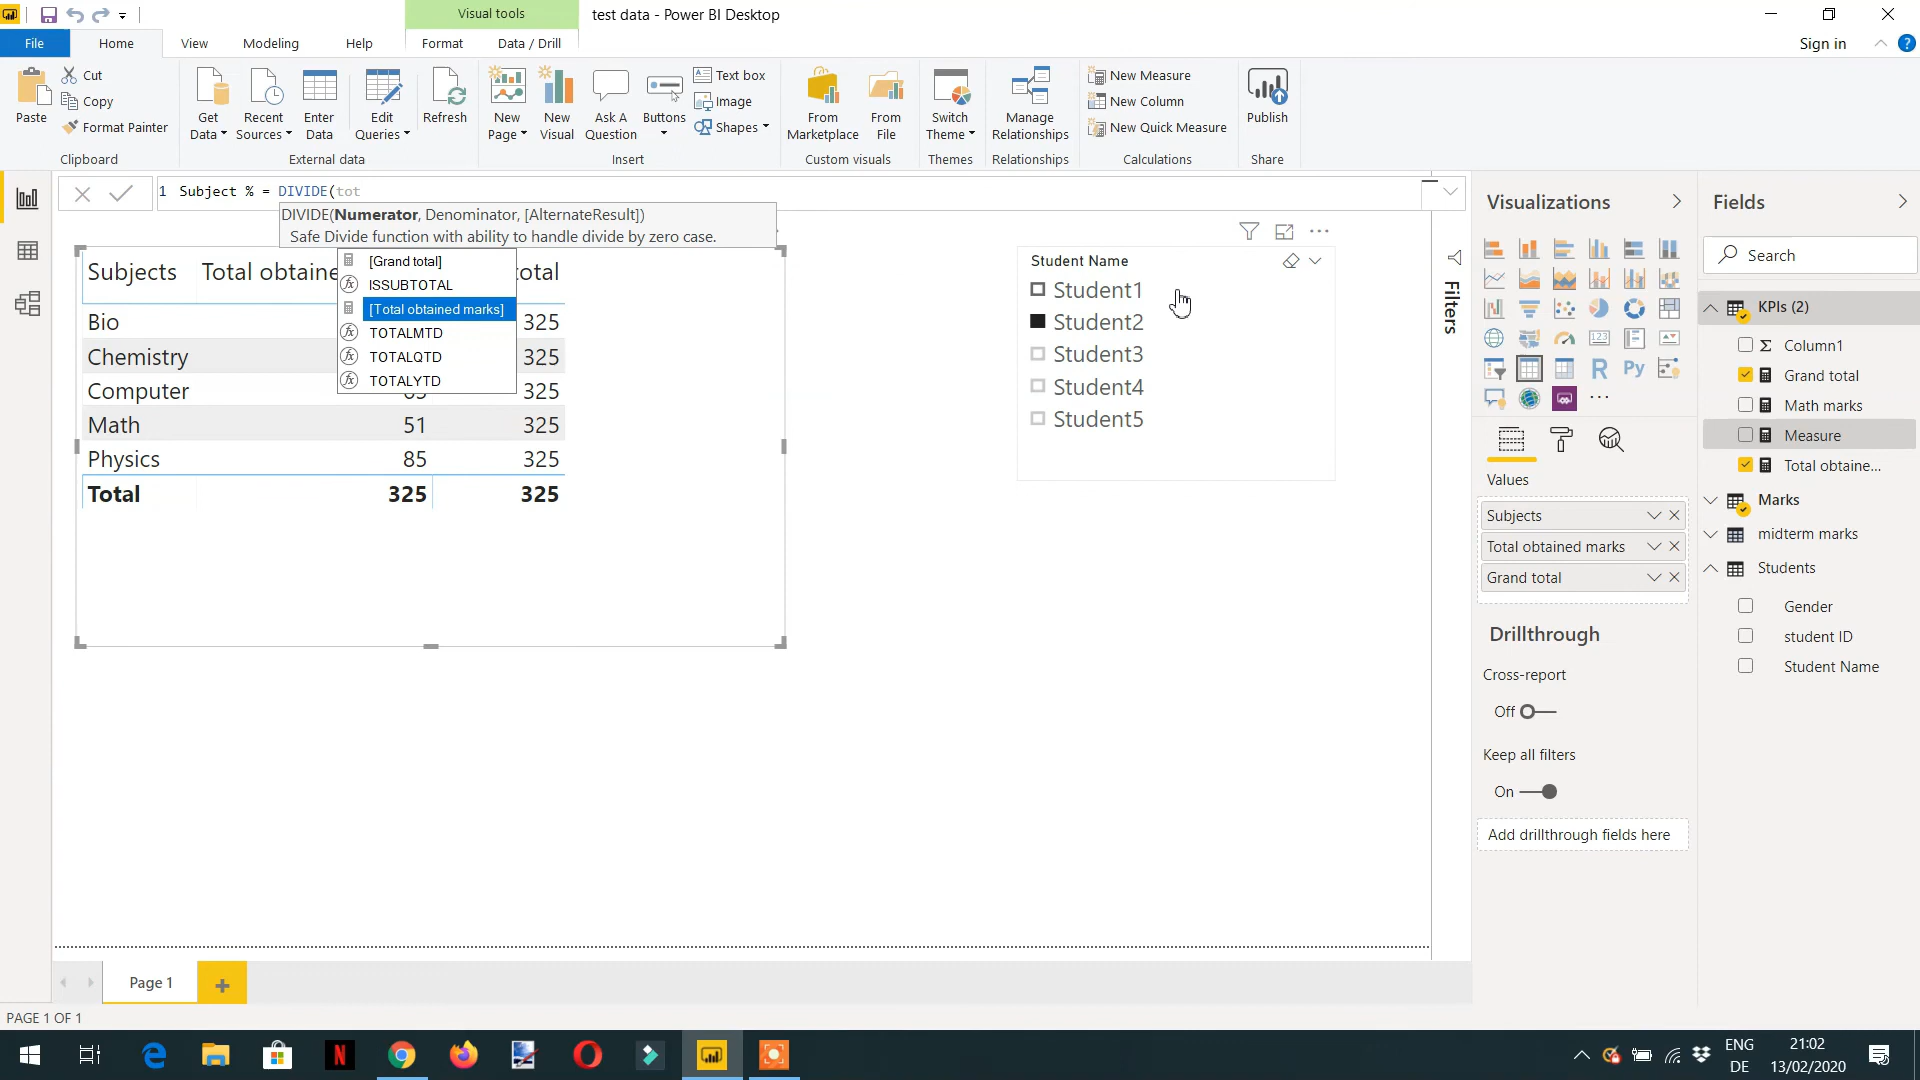 Visual tools
test data - Power BI Desktop
File
Home
View
Modeling
Help
Format
Data / Drill
Sign in
Paste
Cut
Copy
Format Painter
Clipboard
Get Data
Recent Sources
Enter Data
Edit Queries
Refresh
External data
New Page
New Visual
Ask A Question
Buttons
Text box
Image
Shapes
Insert
From Marketplace
From File
Custom visuals
Switch Theme
Themes
Manage Relationships
Relationships
New Measure
New Column
New Quick Measure
Calculations
Publish
Share
1 Subject % = DIVIDE(tot
DIVIDE(Numerator, Denominator, [AlternateResult])
Safe Divide function with ability to handle divide by zero case.
[Grand total]
ISSUBTOTAL
[Total obtained marks]
TOTALMTD
TOTALQTD
TOTALYTD
Subjects Total obtaine total
Bio 325
Chemistry 325
Computer 325
Math 51 325
Physics 85 325
Total 325 325
Student Name
Student1
Student2
Student3
Student4
Student5
Filters
Visualizations
R
Py
123
Values
Subjects
Total obtained marks
Grand total
Drillthrough
Cross-report
Off
Keep all filters
On
Add drillthrough fields here
Fields
Search
KPIs (2)
Σ Column1
Grand total
Math marks
Measure
Total obtaine...
Marks
midterm marks
Students
Gender
student ID
Student Name
Page 1
PAGE 1 OF 1
N
ENG
DE
21:02
13/02/2020